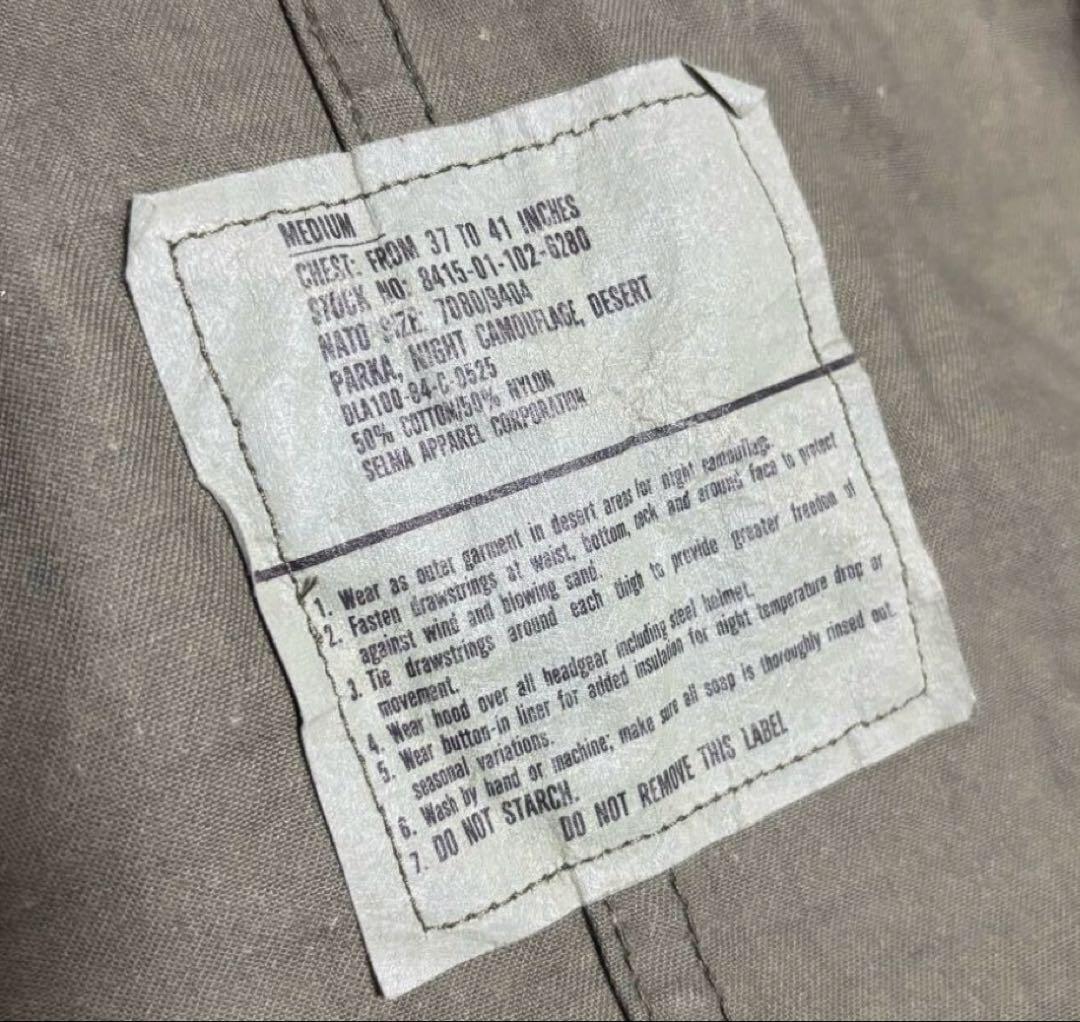 MEDIUM
CHEST: FROM 37 TO 41 INCHES
STOCK NO: 8415-01-102-6280
NATO SIZE: 7080/9404
PARKA, NIGHT CAMOUFLAGE, DESERT
DLA100-84-C-0525
50% COTTON/50% NYLON
SELMA APPAREL CORPORATION
1. Wear as outer garment in desert areas for night camouflage.
2. Fasten drawstrings at waist, bottom, neck and around face to protect
against wind and blowing sand.
3. Tie drawstrings around each thigh to provide greater freedom of
movement.
4. Wear hood over all headgear including steel helmet.
5. Wear button-in liner for added insulation for night temperature drop or
seasonal variations.
6. Wash by hand or machine; make sure all soap is thoroughly rinsed out.
7. DO NOT STARCH.
DO NOT REMOVE THIS LABEL